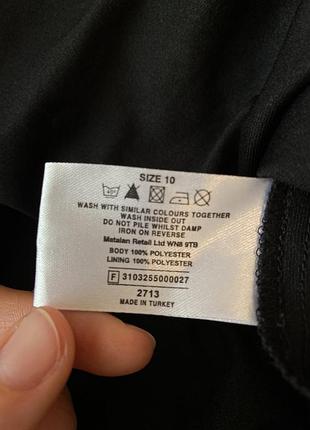 SIZE 10
WASH WITH SIMILAR COLOURS TOGETHER
WASH INSIDE OUT
DO NOT PILE WHILST DAMP
IRON ON REVERSE
Matalan Retail Ltd WN8 9TB
BODY 100% POLYESTER
LINING 100% POLYESTER
F 3103255000027
2713
MADE IN TURKEY